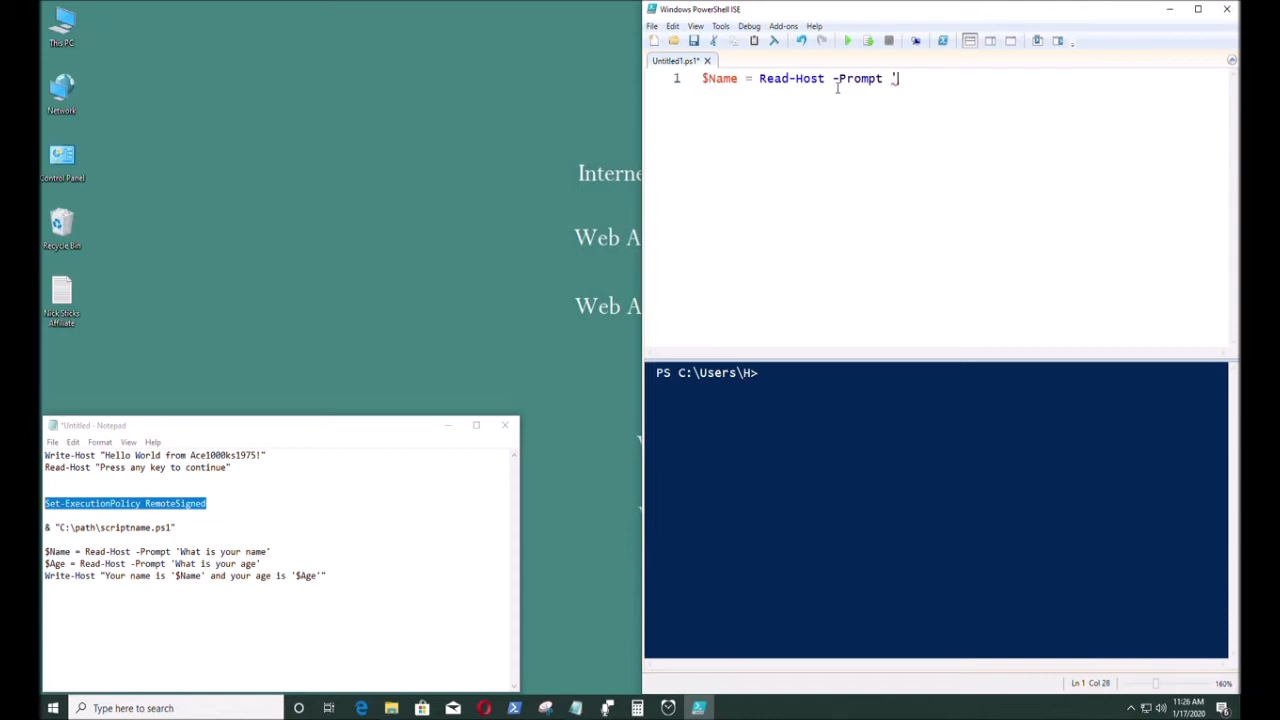 This PC
Network
Control Panel
Recycle Bin
Nick Sticks
Affiliate
Interne
Web A
Web A
Windows PowerShell ISE
File Edit View Tools Debug Add-ons Help
Untitled1.ps1*
1 $Name = Read-Host -Prompt '
PS C:\Users\H>
Ln 1 Col 28 160%
*Untitled - Notepad
File Edit Format View Help
Write-Host "Hello World from Ace1000ks1975!"
Read-Host "Press any key to continue"
Set-ExecutionPolicy RemoteSigned
& "C:\path\scriptname.ps1"
$Name = Read-Host -Prompt 'What is your name'
$Age = Read-Host -Prompt 'What is your age'
Write-Host "Your name is '$Name' and your age is '$Age'"
Type here to search
11:26 AM
1/17/2020
6